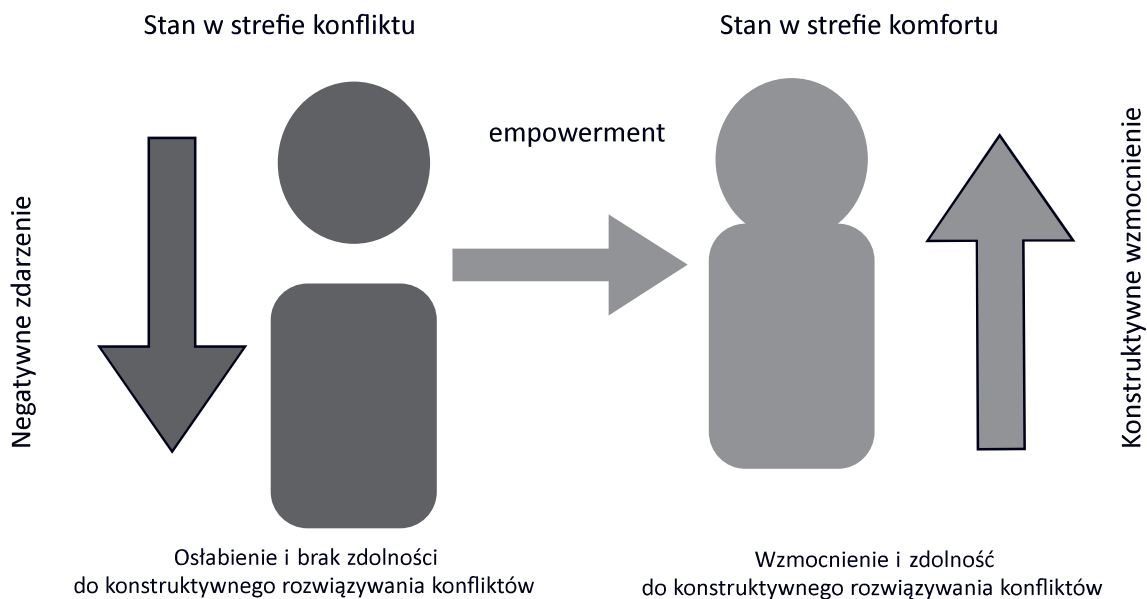 Stan w strefie konfliktu
Stan w strefie komfortu
empowerment
Negatywne zdarzenie
Konstruktywne wzmocnienie
Osłabienie i brak zdolności
do konstruktywnego rozwiązywania konfliktów
Wzmocnienie i zdolność
do konstruktywnego rozwiązywania konfliktów